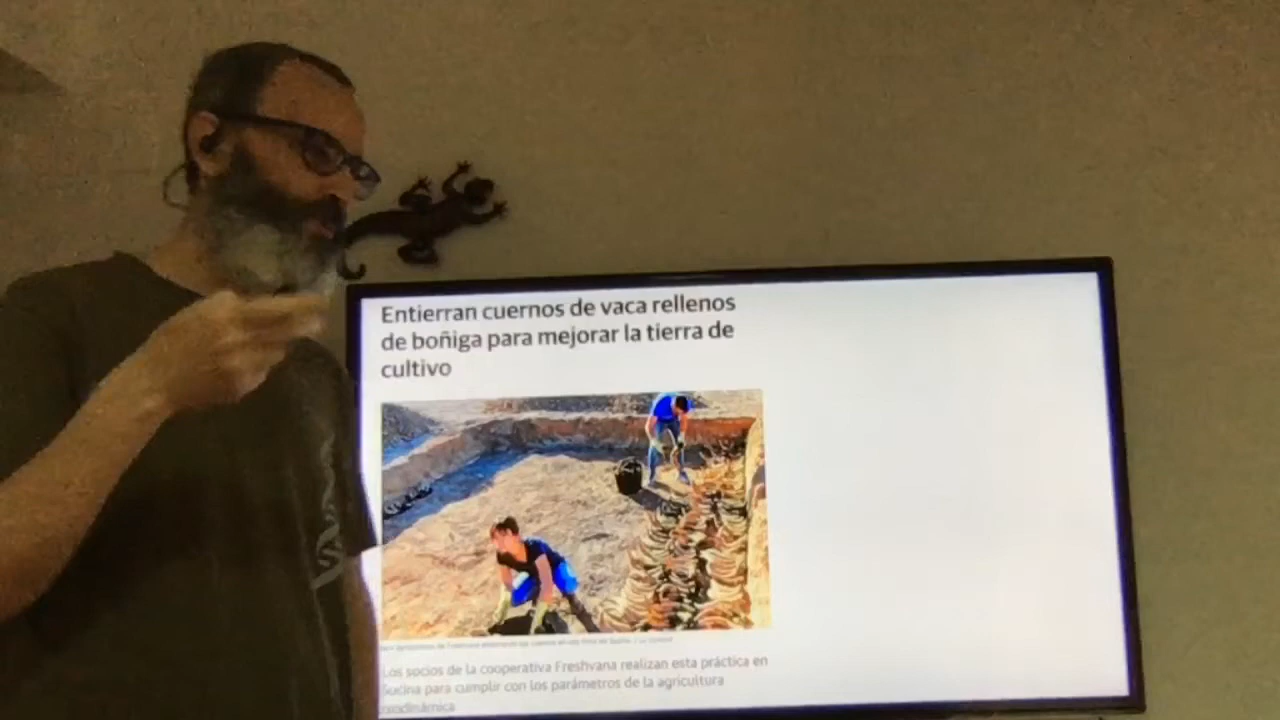 Entierran cuernos de vaca rellenos
de boñiga para mejorar la tierra de
cultivo
Los socios de la cooperativa Freshvana realizan esta práctica en
Sucina para cumplir con los parámetros de la agricultura
biodinámica